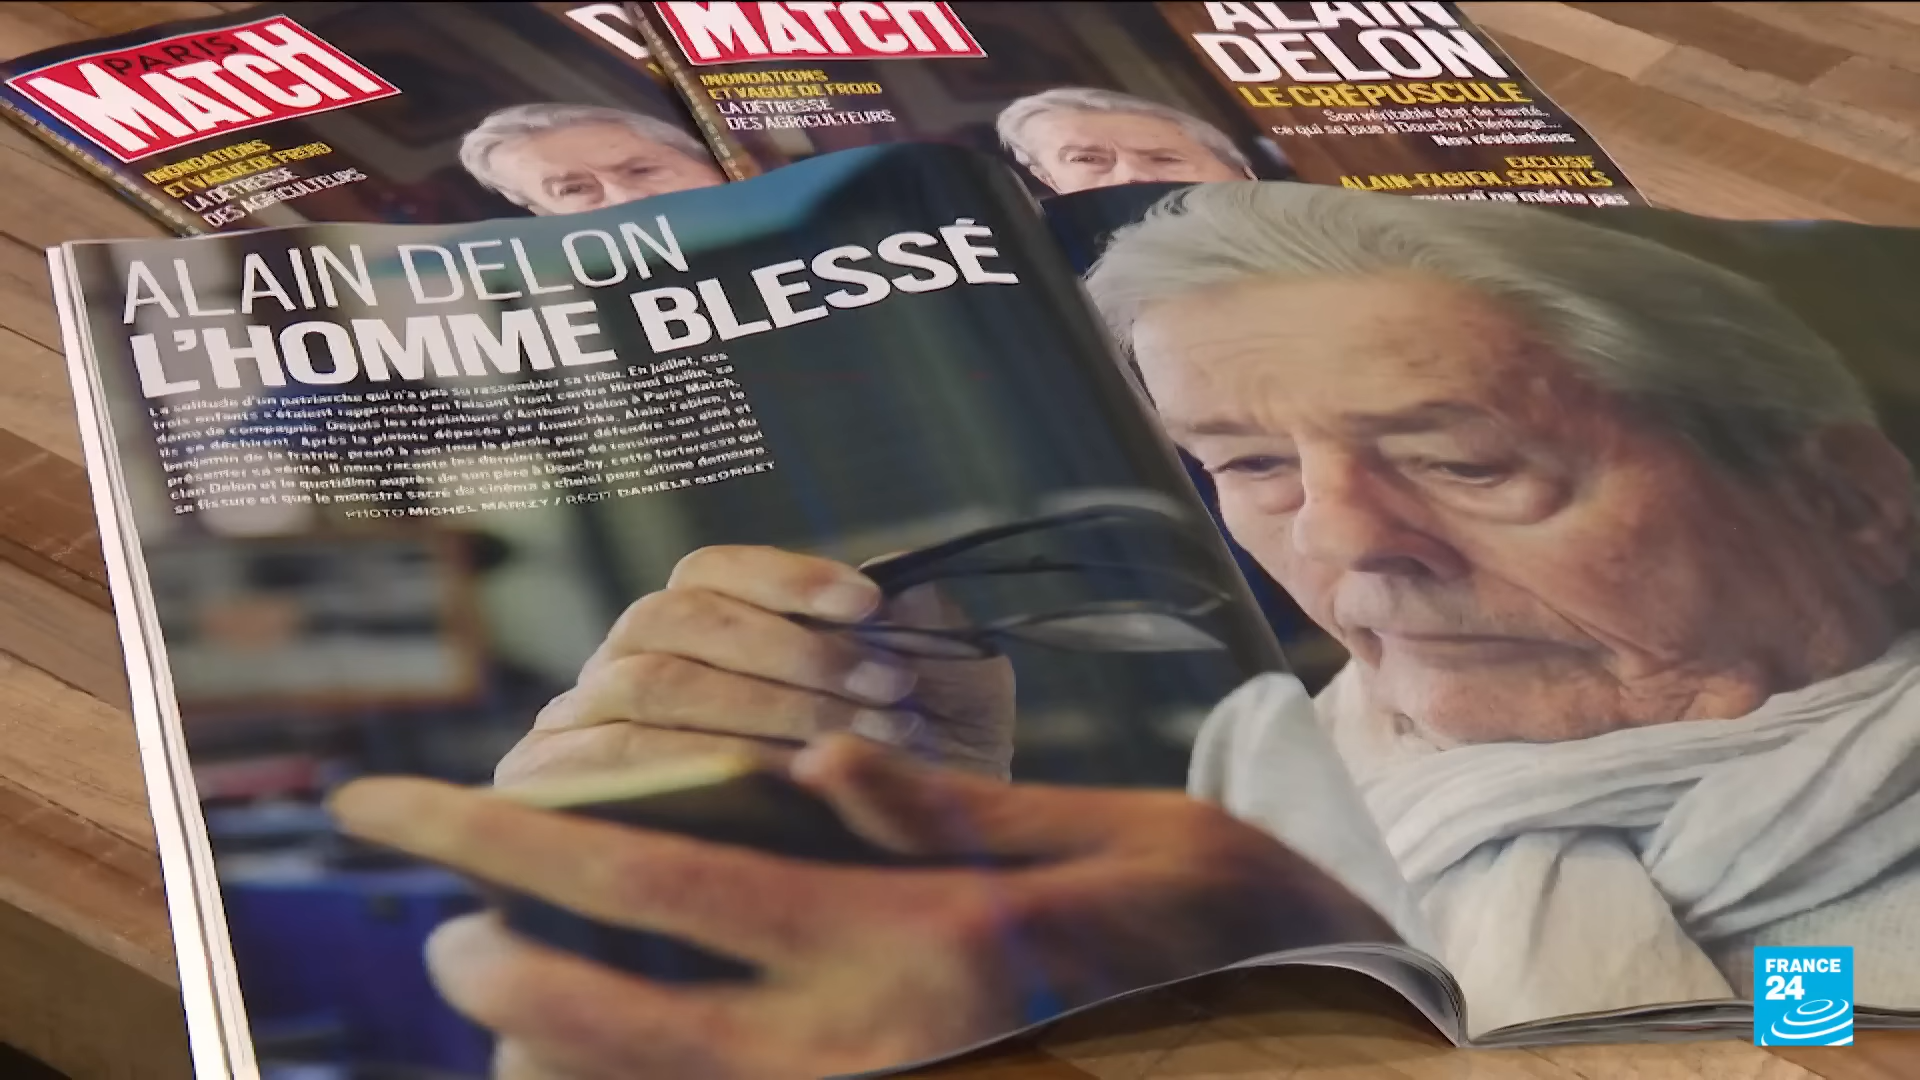 PARIS
MATCH
INONDATIONS
ET VAGUE DE FROID
LA DÉTRESSE
DES AGRICULTEURS
D
MATCH
INONDATIONS
ET VAGUE DE FROID
LA DÉTRESSE
DES AGRICULTEURS
ALAIN
DELON
LE CRÉPUSCULE
Son véritable état de santé,
ce qui se joue à Douchy, l'héritage...
Nos révélations
EXCLUSIF
ALAIN-FABIEN, SON FILS
ne mérite pas
ALAIN DELON
L'HOMME BLESSÉ
La solitude d'un patriarche qui n'a pas su rassembler sa tribu. En juillet, ses
trois enfants s'étaient rapprochés en faisant front contre Hiromi Rollin, sa
dame de compagnie. Depuis les révélations d'Anthony Delon à Paris Match,
ils se déchirent. Après la plainte déposée par Anouchka, Alain-Fabien, le
benjamin de la fratrie, prend à son tour la parole pour défendre son aîné et
présenter sa vérité. Il nous raconte les derniers mois de tensions au sein du
clan Delon et le quotidien auprès de son père à Douchy, cette forteresse qui
se fissure et que le monstre sacré du cinéma a choisi pour ultime demeure.
PHOTO MICHEL MARIZY / RÉCIT DANIÈLE GEORGET
FRANCE
24